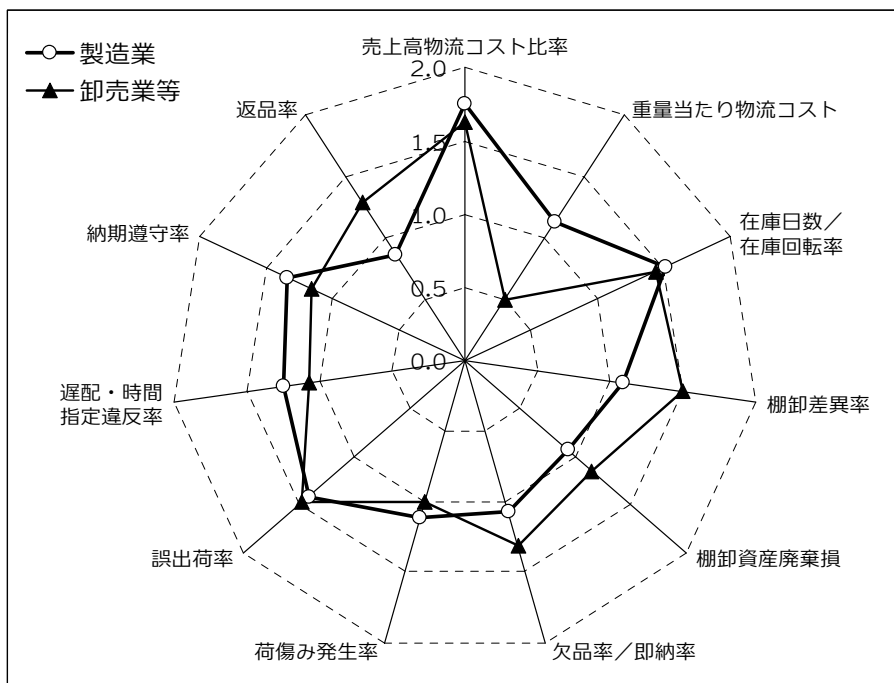 製造業
卸売業等
売上高物流コスト比率
重量当たり物流コスト
在庫日数／
在庫回転率
棚卸差異率
棚卸資産廃棄損
欠品率／即納率
荷傷み発生率
誤出荷率
遅配・時間
指定違反率
納期遵守率
返品率
2.0
1.5
1.0
0.5
0.0